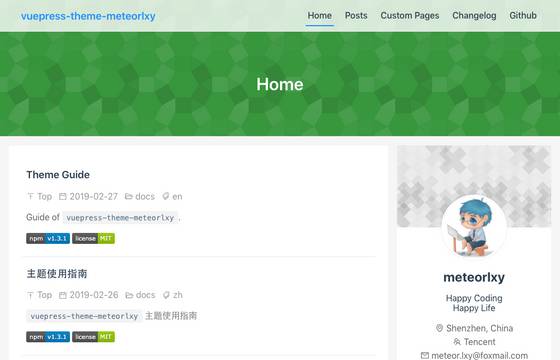 vuepress-theme-meteorlxy
Home Posts Custom Pages Changelog Github
Home
Theme Guide
Top 2019-02-27 docs en
Guide of vuepress-theme-meteorlxy.
npm v1.3.1 license MIT
主题使用指南
Top 2019-02-26 docs zh
vuepress-theme-meteorlxy 主题使用指南
npm v1.3.1 license MIT
meteorlxy
Happy Coding
Happy Life
Shenzhen, China
Tencent
meteor.lxy@foxmail.com